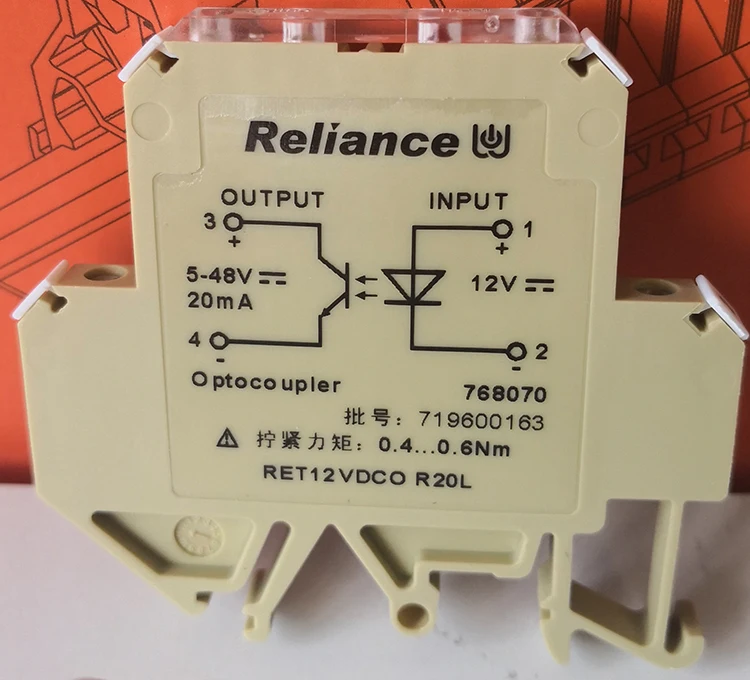 Reliance
OUTPUT INPUT
3 1
+ +
5-48V 12V
20mA
4 2
- -
Optocoupler 768070
批号: 719600163
拧紧力矩: 0.4...0.6Nm
RET12VDCO R20L